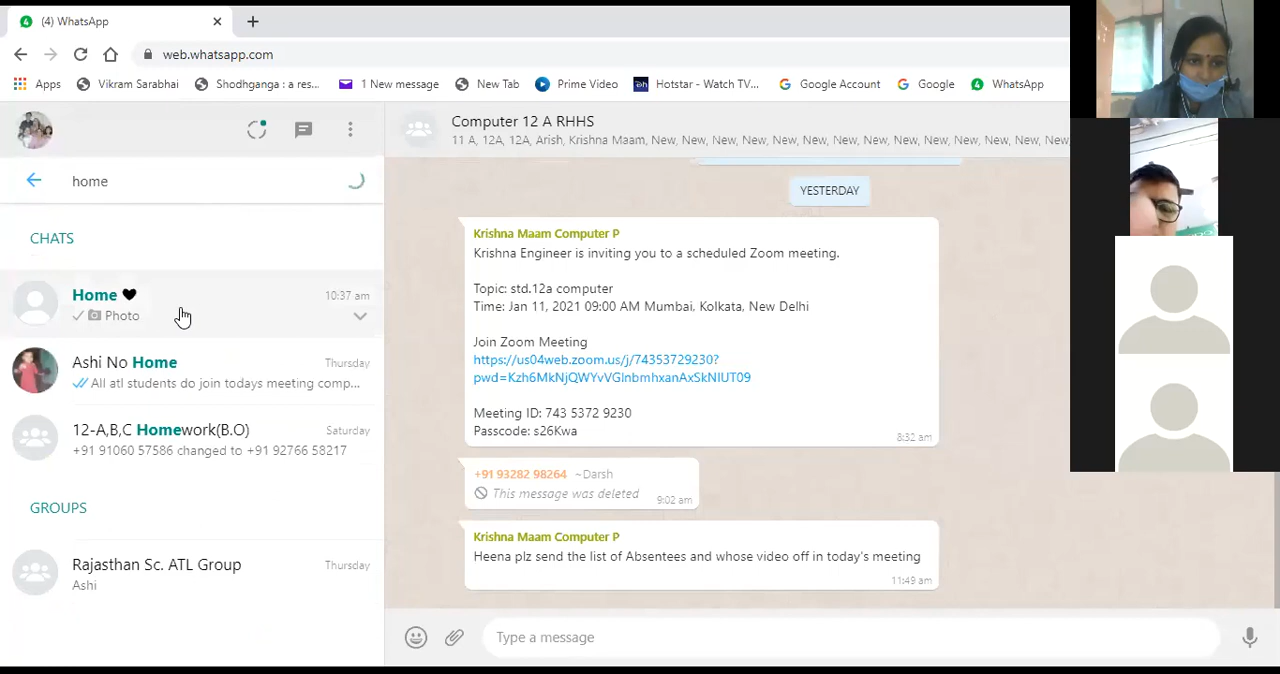 (4) WhatsApp
web.whatsapp.com
Apps Vikram Sarabhai Shodhganga : a res... 1 New message New Tab Prime Video Hotstar - Watch TV... Google Account Google WhatsApp
home
CHATS
Home 🖤 10:37 am
Photo
Ashi No Home Thursday
All atl students do join todays meeting comp...
12-A,B,C Homework(B.O) Saturday
+91 91060 57586 changed to +91 92766 58217
GROUPS
Rajasthan Sc. ATL Group Thursday
Ashi
Computer 12 A RHHS
11 A, 12A, 12A, Arish, Krishna Maam, New, New, New, New, New, New, New, New, New, New, New, New, New, New,
YESTERDAY
Krishna Maam Computer P
Krishna Engineer is inviting you to a scheduled Zoom meeting.
Topic: std.12a computer
Time: Jan 11, 2021 09:00 AM Mumbai, Kolkata, New Delhi
Join Zoom Meeting
https://us04web.zoom.us/j/74353729230?
pwd=Kzh6MkNjQWYvVGlnbmhxanAxSkNIUT09
Meeting ID: 743 5372 9230
Passcode: s26Kwa
8:32 am
+91 93282 98264 ~Darsh
This message was deleted 9:02 am
Krishna Maam Computer P
Heena plz send the list of Absentees and whose video off in today's meeting
11:49 am
Type a message